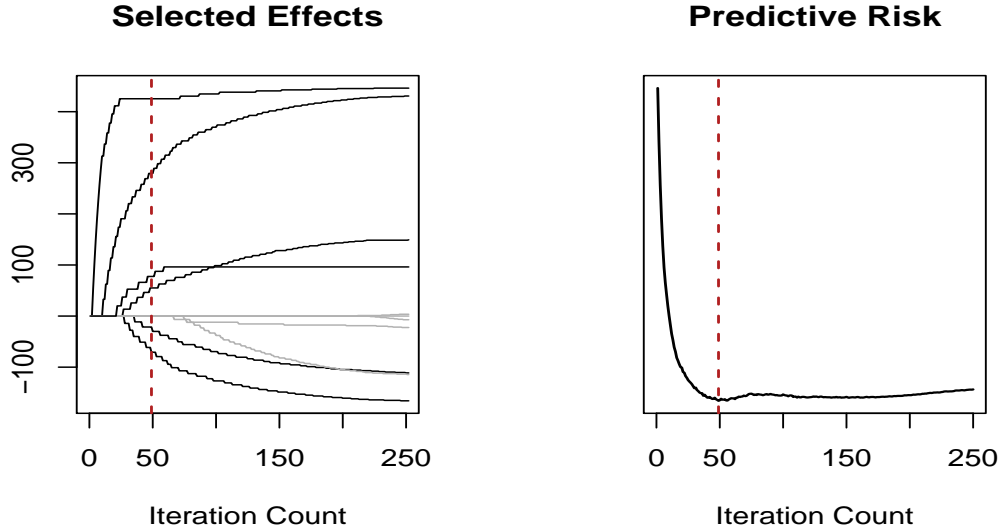 Selected Effects
Predictive Risk
300
100
−100
0 50 150 250
0 50 150 250
Iteration Count
Iteration Count